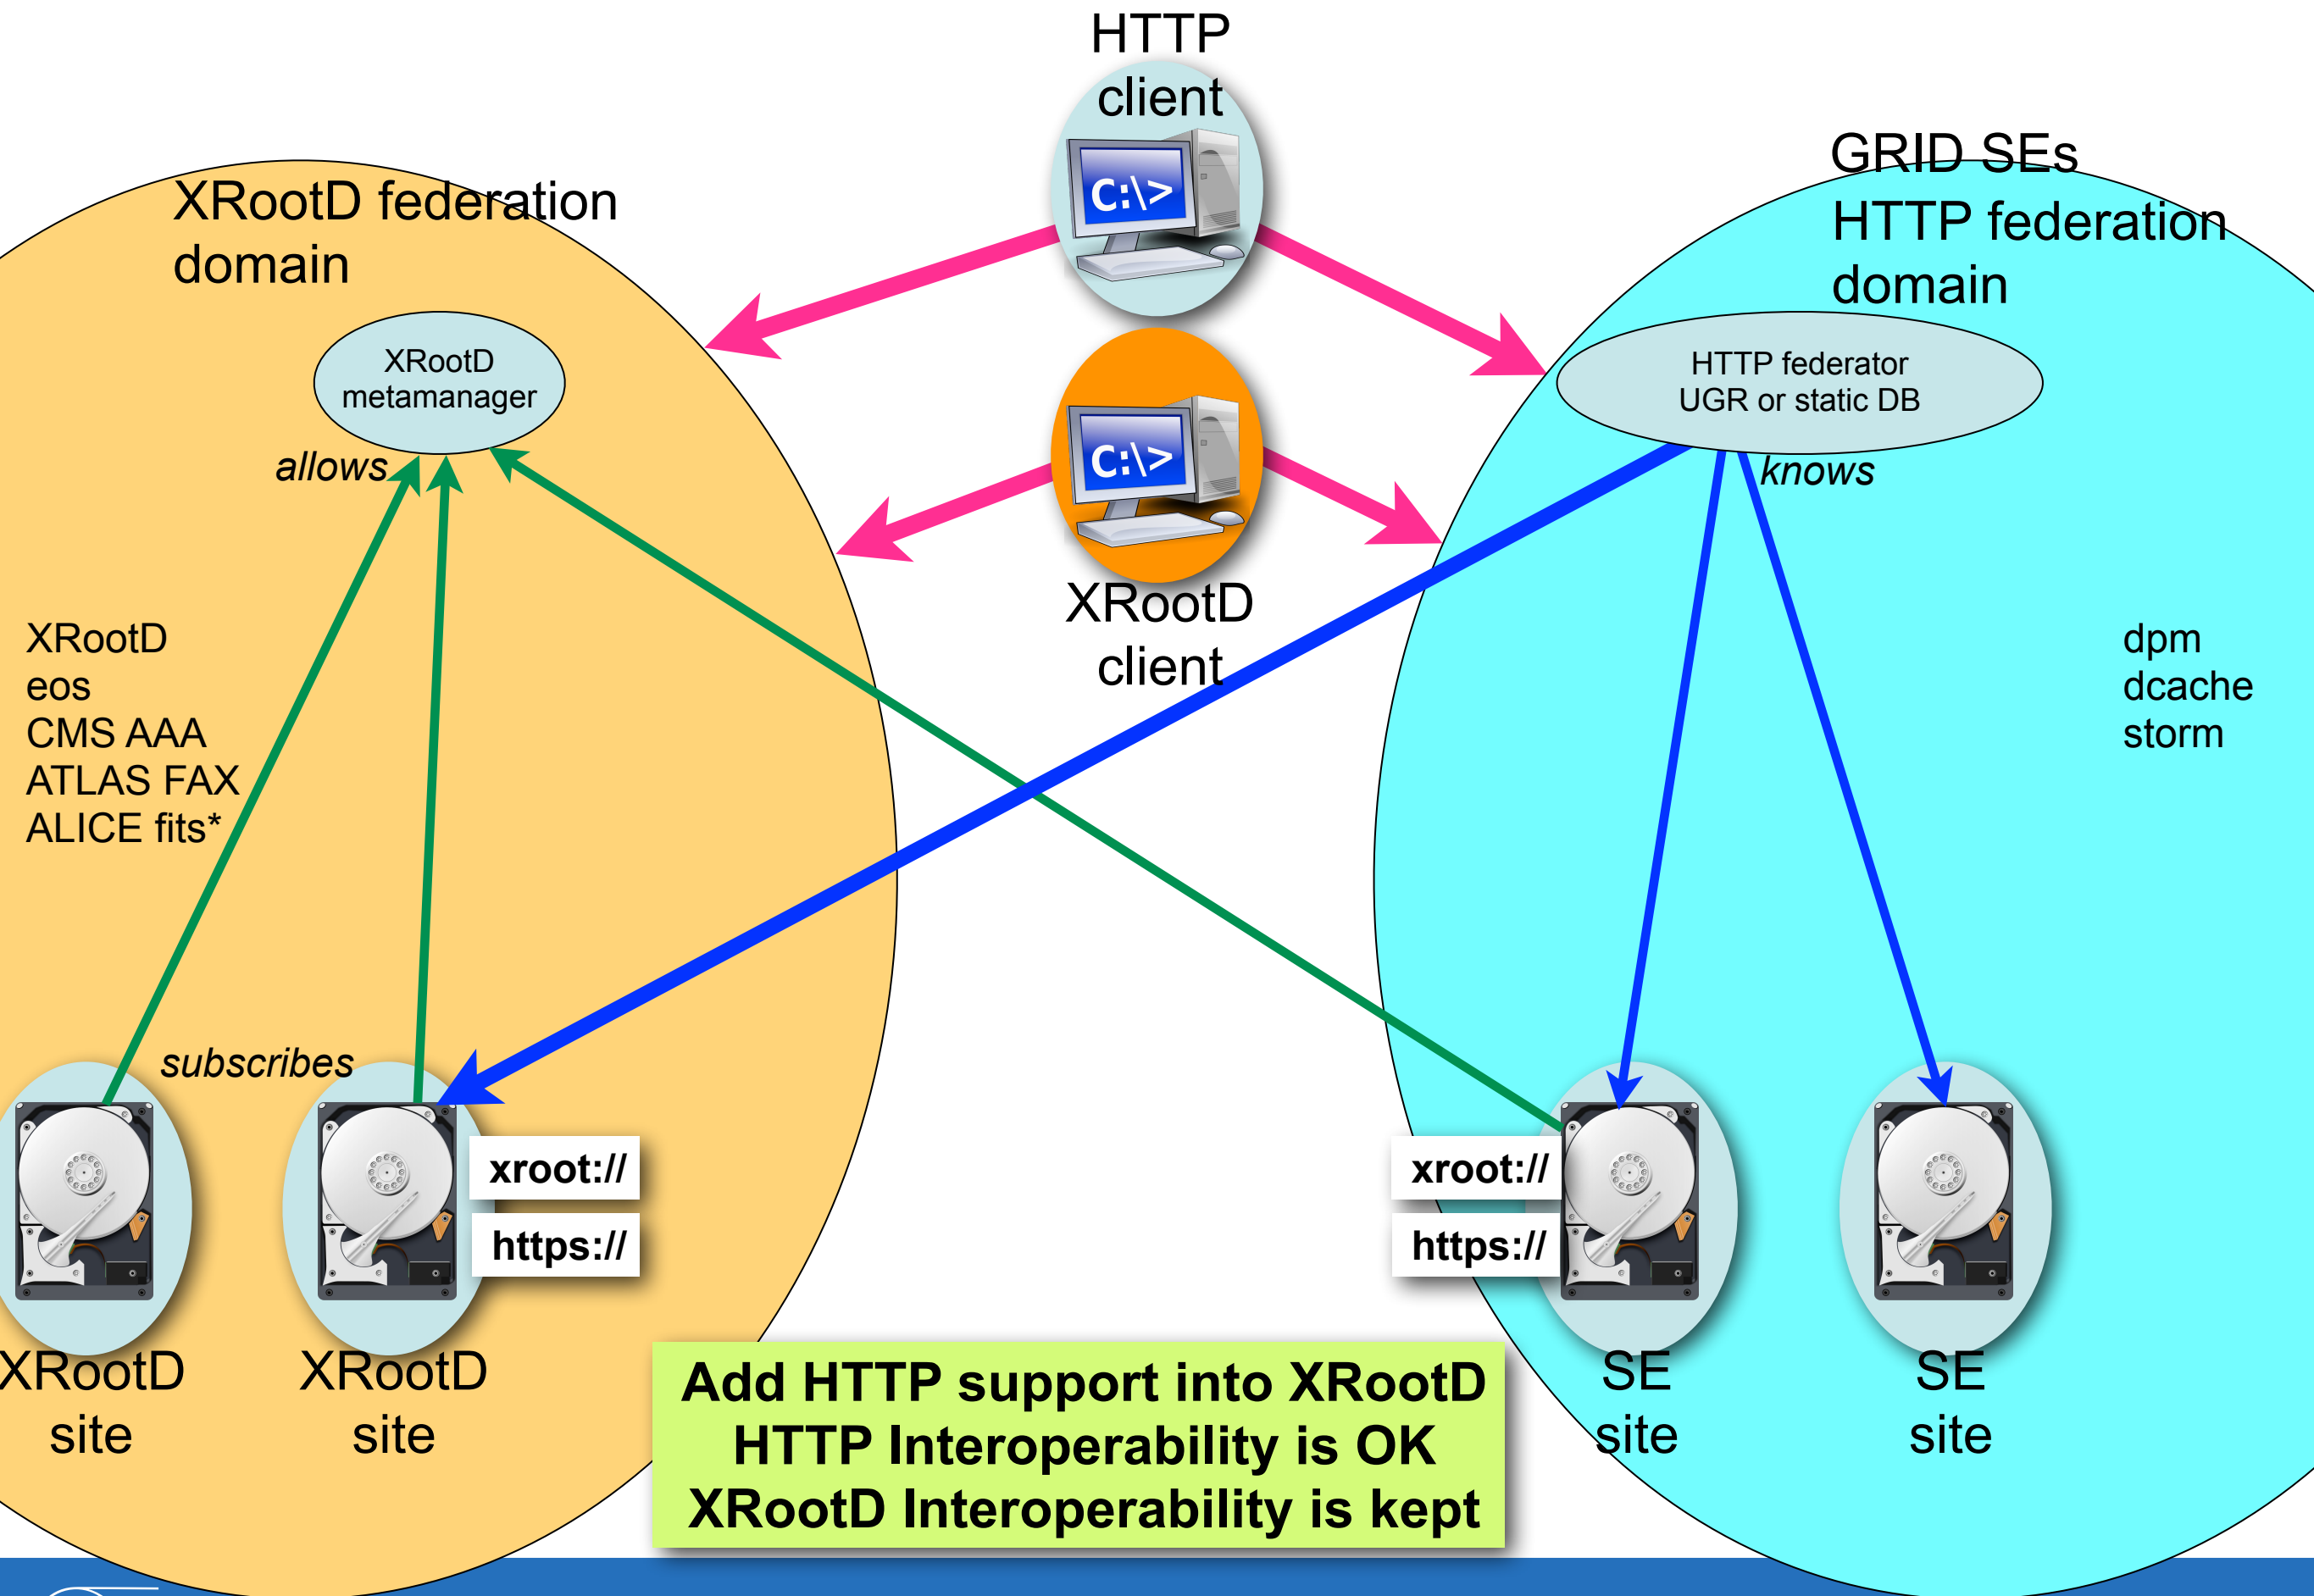 HTTP
client
C:\>
GRID SEs
HTTP federation
domain
XRootD federation
domain
XRootD
metamanager
HTTP federator
UGR or static DB
allows
knows
C:\>
XRootD
client
XRootD
eos
CMS AAA
ATLAS FAX
ALICE fits*
dpm
dcache
storm
subscribes
xroot://
https://
xroot://
https://
XRootD
site
XRootD
site
SE
site
SE
site
Add HTTP support into XRootD
HTTP Interoperability is OK
XRootD Interoperability is kept